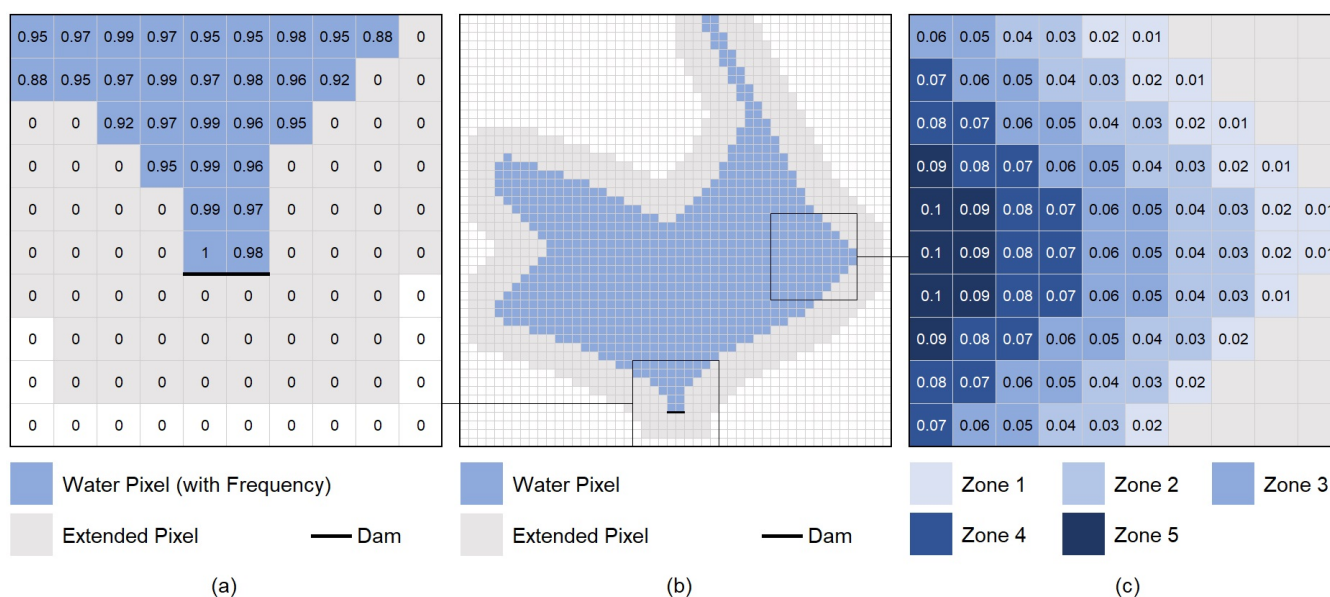 0.95 0.97 0.99 0.97 0.95 0.95 0.98 0.95 0.88 0
0.88 0.95 0.97 0.99 0.97 0.98 0.96 0.92 0 0
0 0 0.92 0.97 0.99 0.96 0.95 0 0 0
0 0 0 0.95 0.99 0.96 0 0 0 0
0 0 0 0 0.99 0.97 0 0 0 0
0 0 0 0 1 0.98 0 0 0 0
0 0 0 0 0 0 0 0 0 0
0 0 0 0 0 0 0 0 0 0
0 0 0 0 0 0 0 0 0 0
0 0 0 0 0 0 0 0 0 0
Water Pixel (with Frequency)
Extended Pixel
Dam
(a)
Water Pixel
Extended Pixel
Dam
(b)
0.06 0.05 0.04 0.03 0.02 0.01
0.07 0.06 0.05 0.04 0.03 0.02 0.01
0.08 0.07 0.06 0.05 0.04 0.03 0.02 0.01
0.09 0.08 0.07 0.06 0.05 0.04 0.03 0.02 0.01
0.1 0.09 0.08 0.07 0.06 0.05 0.04 0.03 0.02 0.01
0.1 0.09 0.08 0.07 0.06 0.05 0.04 0.03 0.02 0.01
0.1 0.09 0.08 0.07 0.06 0.05 0.04 0.03 0.01
0.09 0.08 0.07 0.06 0.05 0.04 0.03 0.02
0.08 0.07 0.06 0.05 0.04 0.03 0.02
0.07 0.06 0.05 0.04 0.03 0.02
Zone 1 Zone 2 Zone 3
Zone 4 Zone 5
(c)